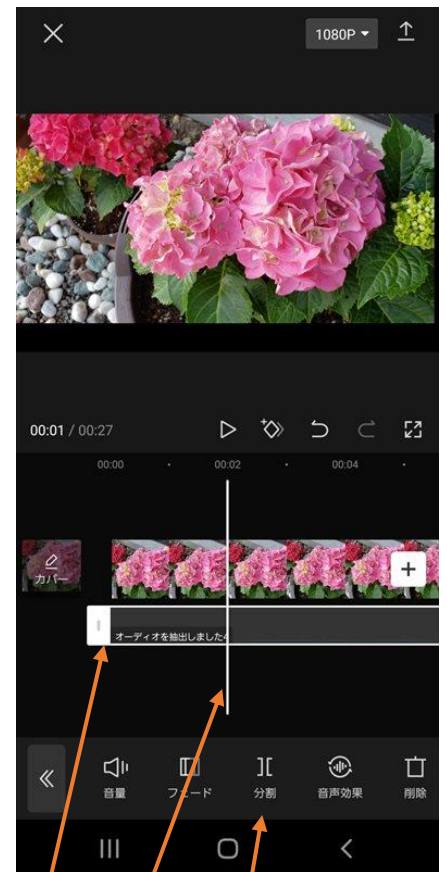 1080P
00:01 / 00:27
00:00
00:02
00:04
カバー
オーディオを抽出しました4
音量
フェード
分割
音声効果
削除